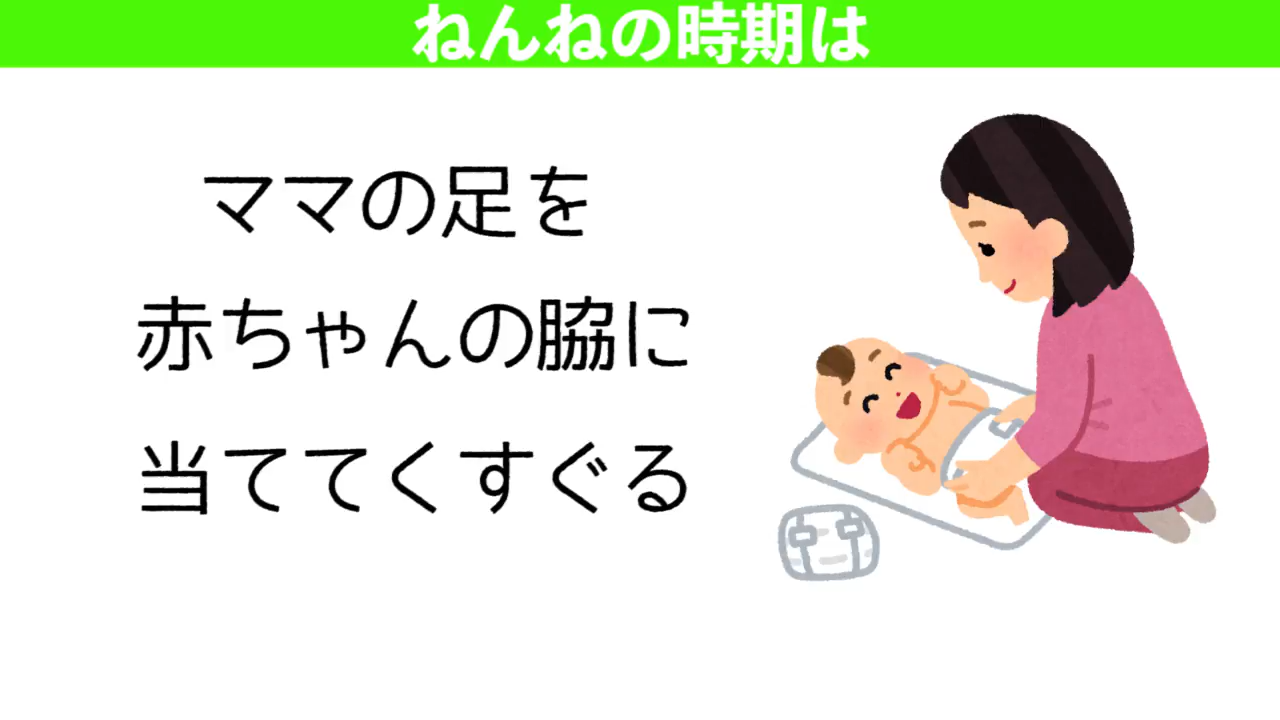 ねんねの時期は
ママの足を
赤ちゃんの脇に
当ててくすぐる